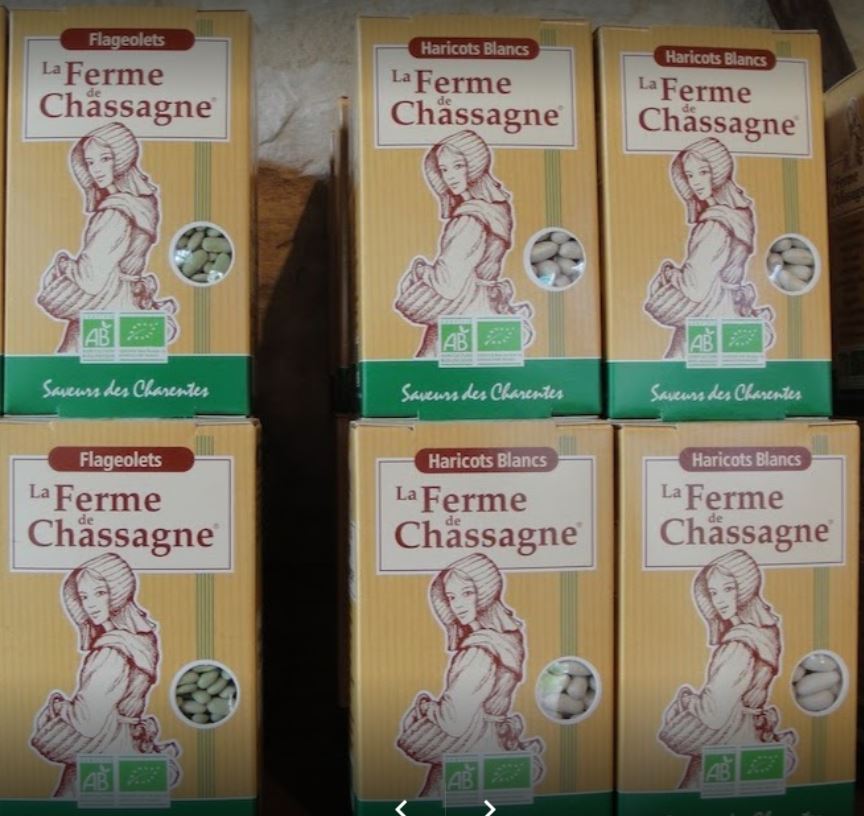 Flageolets
La Ferme
de
Chassagne®
AB
Saveurs des Charentes
Haricots Blancs
La Ferme
de
Chassagne®
AB
Saveurs des Charentes
Haricots Blancs
La Ferme
de
Chassagne®
AB
Saveurs des Charentes
Flageolets
La Ferme
de
Chassagne®
AB
Haricots Blancs
La Ferme
de
Chassagne®
AB
Haricots Blancs
La Ferme
de
Chassagne®
AB